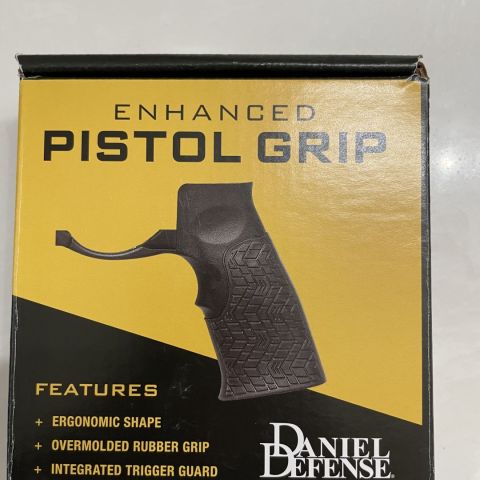 ENHANCED
PISTOL GRIP
FEATURES
+ ERGONOMIC SHAPE
+ OVERMOLDED RUBBER GRIP
+ INTEGRATED TRIGGER GUARD
DANIEL
DEFENSE®